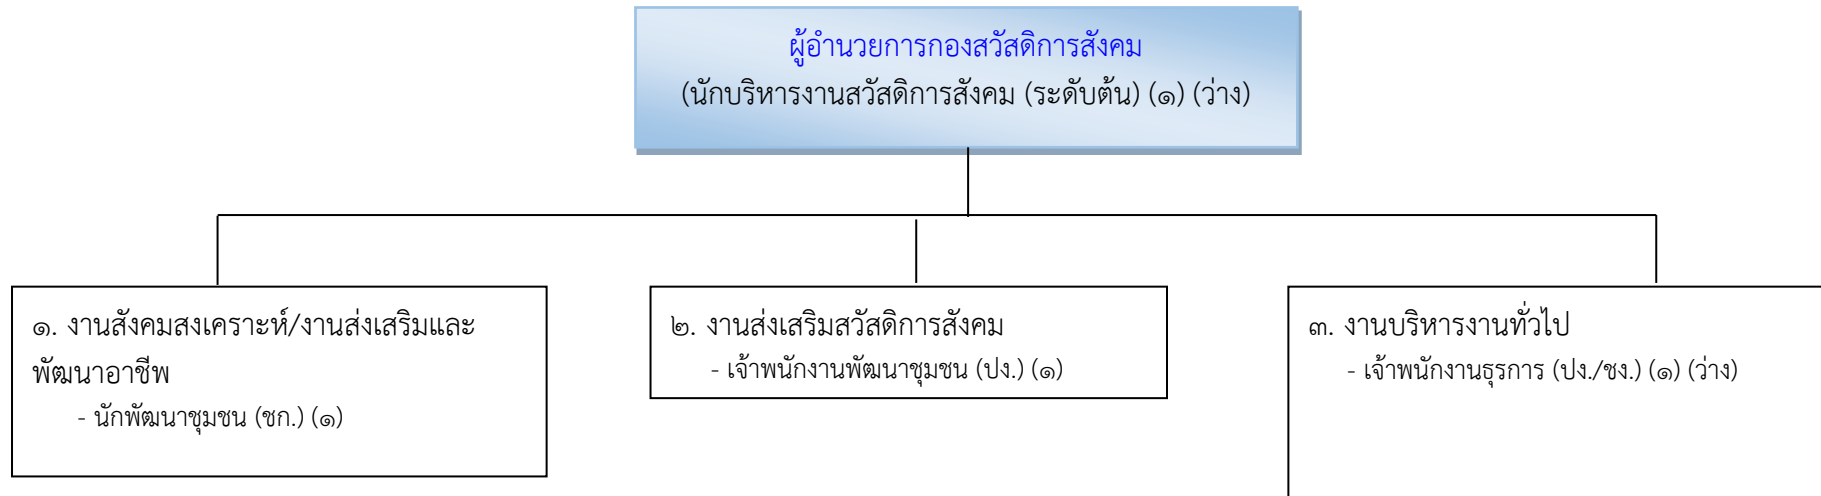 ผู้อำนวยการกองสวัสดิการสังคม
(นักบริหารงานสวัสดิการสังคม (ระดับต้น) (๑) (ว่าง)
๑. งานสังคมสงเคราะห์/งานส่งเสริมและ
พัฒนาอาชีพ
- นักพัฒนาชุมชน (ชก.) (๑)
๒. งานส่งเสริมสวัสดิการสังคม
- เจ้าพนักงานพัฒนาชุมชน (ปง.) (๑)
๓. งานบริหารงานทั่วไป
- เจ้าพนักงานธุรการ (ปง./ชง.) (๑) (ว่าง)